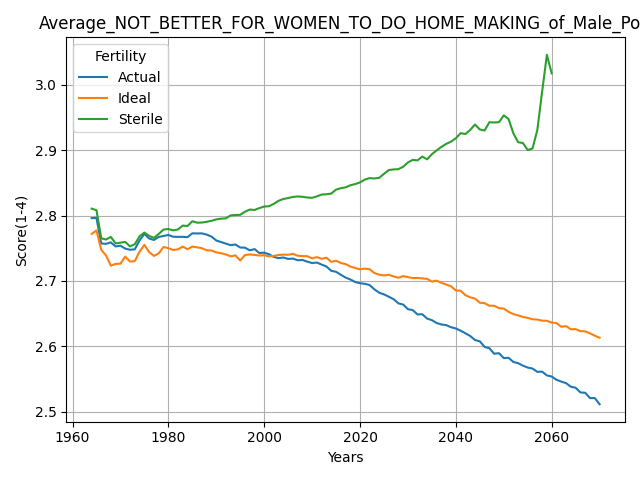 Average_NOT_BETTER_FOR_WOMEN_TO_DO_HOME_MAKING_of_Male_Po
Fertility
Actual
Ideal
Sterile
3.0
2.9
2.8
2.7
2.6
2.5
Score(1-4)
1960 1980 2000 2020 2040 2060
Years